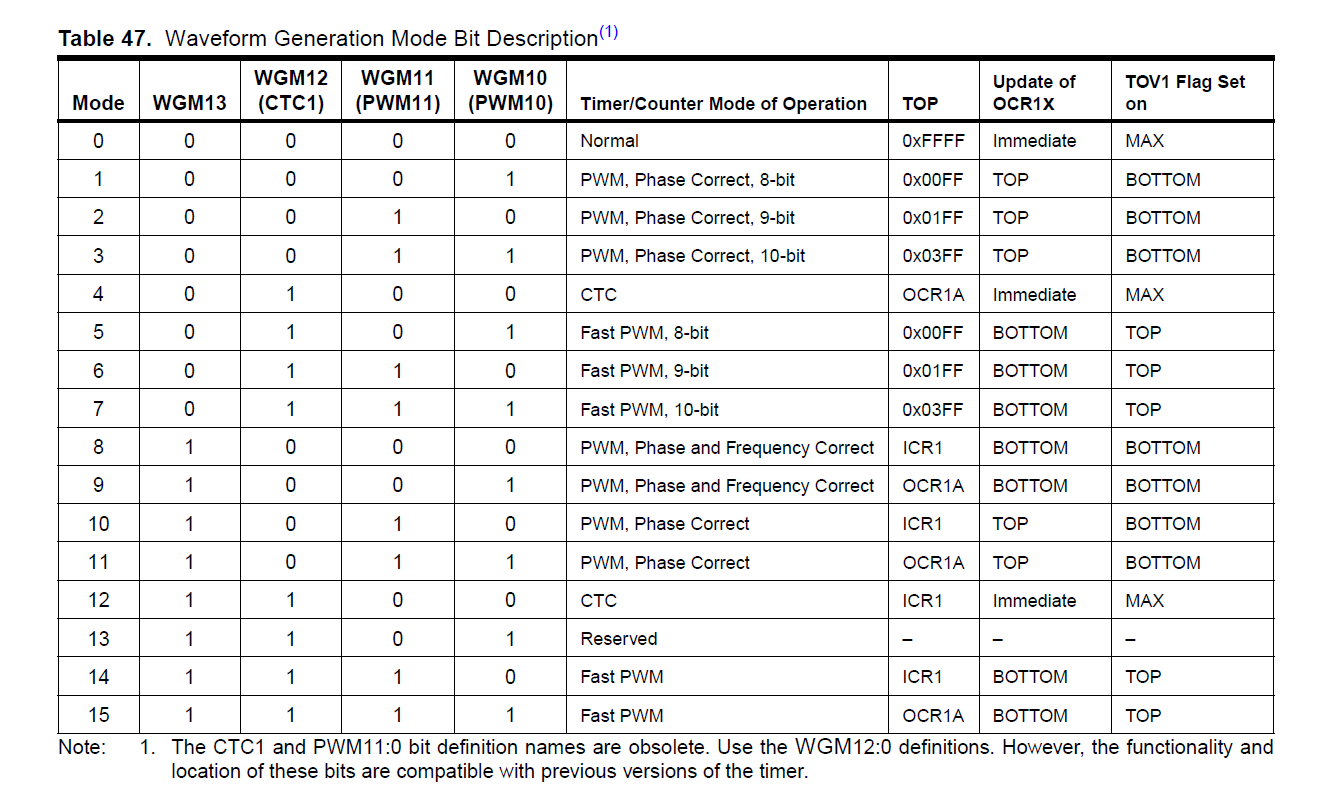 Table 47. Waveform Generation Mode Bit Description(1)
Mode WGM13 WGM12 (CTC1) WGM11 (PWM11) WGM10 (PWM10) Timer/Counter Mode of Operation TOP Update of OCR1X TOV1 Flag Set on
0 0 0 0 0 Normal 0xFFFF Immediate MAX
1 0 0 0 1 PWM, Phase Correct, 8-bit 0x00FF TOP BOTTOM
2 0 0 1 0 PWM, Phase Correct, 9-bit 0x01FF TOP BOTTOM
3 0 0 1 1 PWM, Phase Correct, 10-bit 0x03FF TOP BOTTOM
4 0 1 0 0 CTC OCR1A Immediate MAX
5 0 1 0 1 Fast PWM, 8-bit 0x00FF BOTTOM TOP
6 0 1 1 0 Fast PWM, 9-bit 0x01FF BOTTOM TOP
7 0 1 1 1 Fast PWM, 10-bit 0x03FF BOTTOM TOP
8 1 0 0 0 PWM, Phase and Frequency Correct ICR1 BOTTOM BOTTOM
9 1 0 0 1 PWM, Phase and Frequency Correct OCR1A BOTTOM BOTTOM
10 1 0 1 0 PWM, Phase Correct ICR1 TOP BOTTOM
11 1 0 1 1 PWM, Phase Correct OCR1A TOP BOTTOM
12 1 1 0 0 CTC ICR1 Immediate MAX
13 1 1 0 1 Reserved – – –
14 1 1 1 0 Fast PWM ICR1 BOTTOM TOP
15 1 1 1 1 Fast PWM OCR1A BOTTOM TOP
Note: 1. The CTC1 and PWM11:0 bit definition names are obsolete. Use the WGM12:0 definitions. However, the functionality and
location of these bits are compatible with previous versions of the timer.